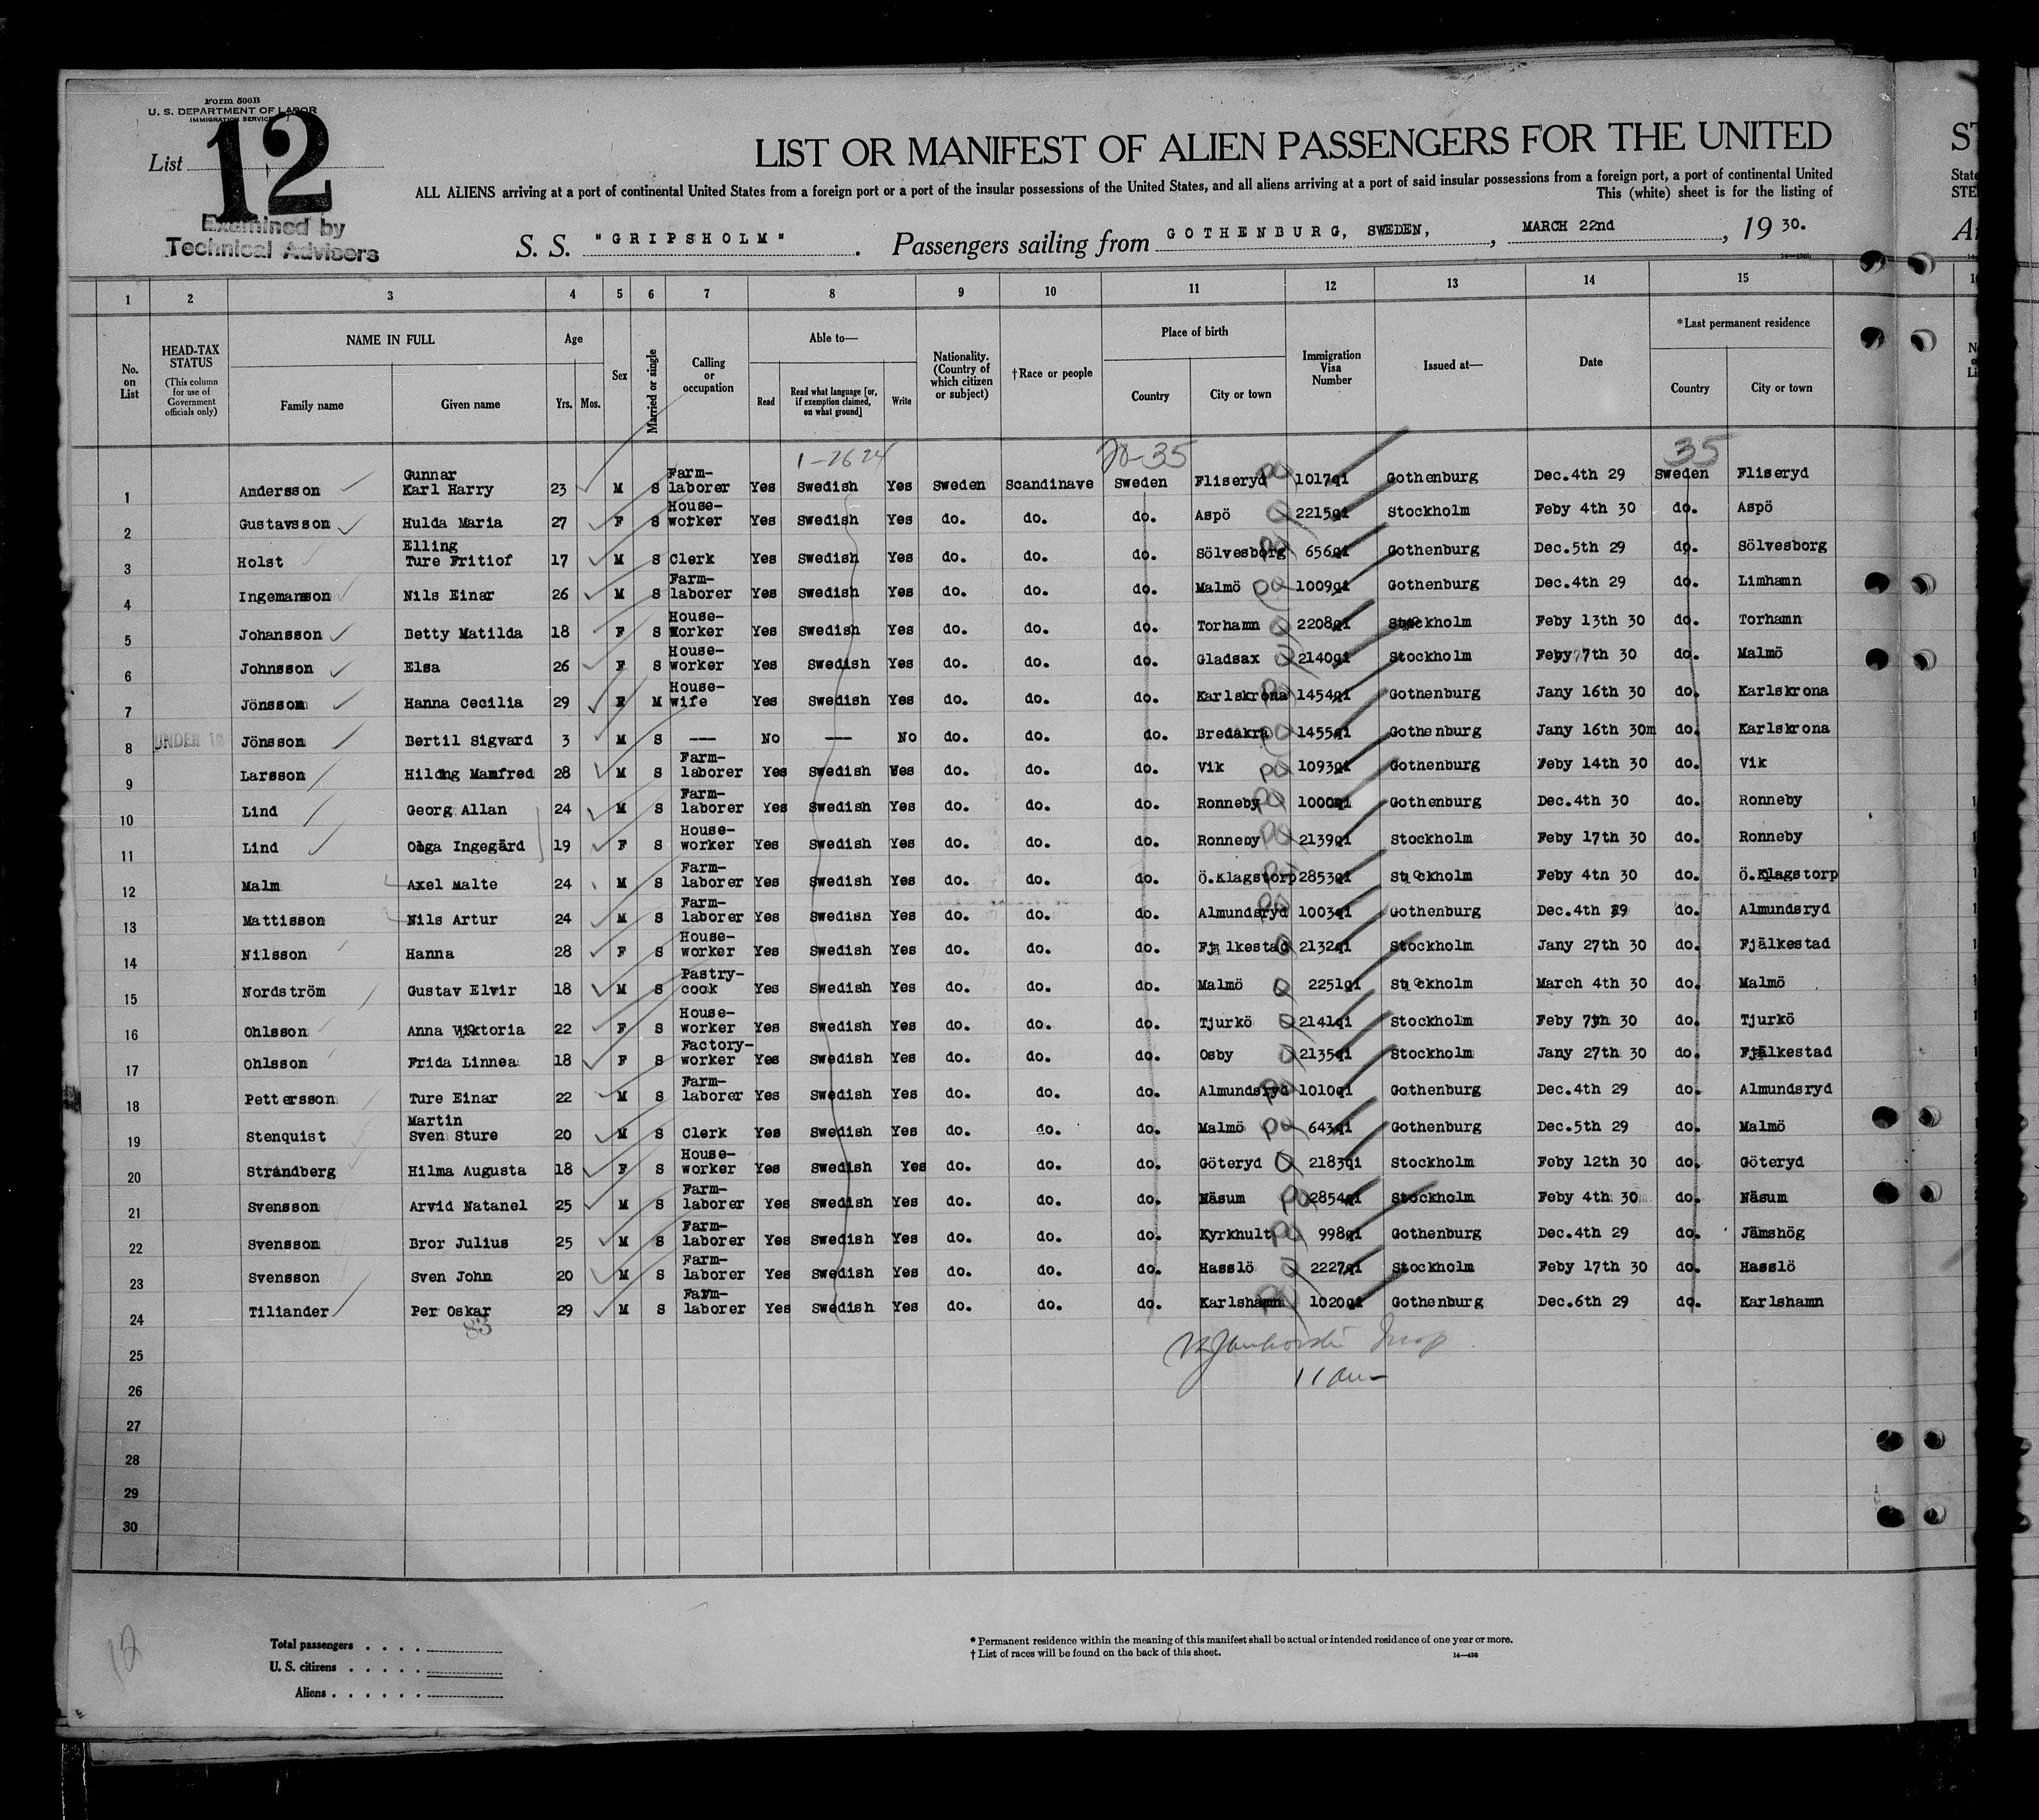 Form 500B
U. S. DEPARTMENT OF LABOR
IMMIGRATION SERVICE
List 12
Examined by
Technical Advisers
LIST OR MANIFEST OF ALIEN PASSENGERS FOR THE UNITED
ALL ALIENS arriving at a port of continental United States from a foreign port or a port of the insular possessions of the United States, and all aliens arriving at a port of said insular possessions from a foreign port, a port of continental United
This (white) sheet is for the listing of
S. S. "GRIPSHOLM". Passengers sailing from GOTHENBURG, SWEDEN, , MARCH 22nd , 19 30.
1 2 3 4 5 6 7 8 9 10 11 12 13 14 15
No. on List
HEAD-TAX STATUS (This column for use of Government officials only)
NAME IN FULL Family name Given name
Age Yrs. Mos.
Sex
Married or single
Calling or occupation
Able to— Read Read what language [or, if exemption claimed, on what ground] Write
Nationality. (Country of which citizen or subject)
†Race or people
Place of birth Country City or town
Immigration Visa Number
Issued at—
Date
*Last permanent residence Country City or town
20-35 35
1 Andersson Gunnar Karl Harry 23 M S Farm-laborer Yes Swedish Yes Sweden Scandinave Sweden Fliseryd 1017qi Gothenburg Dec.4th 29 Sweden Fliseryd
2 Gustavsson Hulda Maria 27 F S House-worker Yes Swedish Yes do. do. do. Aspö 2215qi Stockholm Feby 4th 30 do. Aspö
3 Holst Elling Ture Fritiof 17 M S Clerk Yes Swedish Yes do. do. do. Sölvesborg 656qi Gothenburg Dec.5th 29 do. Sölvesborg
4 Ingemansson Nils Einar 26 M S Farm-laborer Yes Swedish Yes do. do. do. Malmö 1009qi Gothenburg Dec.4th 29 do. Limhamn
5 Johansson Betty Matilda 18 F S House-worker Yes Swedish Yes do. do. do. Torhamn 2208qi Stockholm Feby 13th 30 do. Torhamn
6 Johnsson Elsa 26 F S House-worker Yes Swedish Yes do. do. do. Gladsax 2140qi Stockholm Feby 7th 30 do. Malmö
7 Jönsson Hanna Cecilia 29 F M House-wife Yes Swedish Yes do. do. do. Karlskrona 1454qi Gothenburg Jany 16th 30 do. Karlskrona
8 UNDER 16 Jönsson Bertil Sigvard 3 M S --- No --- No do. do. do. Bredåkra 1455qi Gothenburg Jany 16th 30m do. Karlskrona
9 Larsson Hilding Manfred 28 M S Farm-laborer Yes Swedish Yes do. do. do. Vik 1093qi Gothenburg Feby 14th 30 do. Vik
10 Lind Georg Allan 24 M S Farm-laborer Yes Swedish Yes do. do. do. Ronneby 1000qi Gothenburg Dec.4th 30 do. Ronneby
11 Lind Olga Ingegärd 19 F S House-worker Yes Swedish Yes do. do. do. Ronneby 2139qi Stockholm Feby 17th 30 do. Ronneby
12 Malm Axel Malte 24 M S Farm-laborer Yes Swedish Yes do. do. do. Ö.Klagstorp 2853qi Stockholm Feby 4th 30 do. Ö.Klagstorp
13 Mattisson Nils Artur 24 M S Farm-laborer Yes Swedish Yes do. do. do. Almundsryd 1003qi Gothenburg Dec.4th 29 do. Almundsryd
14 Nilsson Hanna 28 F S House-worker Yes Swedish Yes do. do. do. Fjälkestad 2132qi Stockholm Jany 27th 30 do. Fjälkestad
15 Nordström Gustav Elvir 18 M S Pastry-cook Yes Swedish Yes do. do. do. Malmö 2251qi Stockholm March 4th 30 do. Malmö
16 Ohlsson Anna Viktoria 22 F S House-worker Yes Swedish Yes do. do. do. Tjurkö 2141qi Stockholm Feby 7th 30 do. Tjurkö
17 Ohlsson Frida Linnea 18 F S Factory-worker Yes Swedish Yes do. do. do. Osby 2135qi Stockholm Jany 27th 30 do. Fjälkestad
18 Pettersson Ture Einar 22 M S Farm-laborer Yes Swedish Yes do. do. do. Almundsryd 1010qi Gothenburg Dec.4th 29 do. Almundsryd
19 Stenquist Martin Sven Sture 20 M S Clerk Yes Swedish Yes do. do. do. Malmö 643qi Gothenburg Dec.5th 29 do. Malmö
20 Strandberg Hilma Augusta 18 F S House-worker Yes Swedish Yes do. do. do. Göteryd 2183qi Stockholm Feby 12th 30 do. Göteryd
21 Svensson Arvid Natanel 25 M S Farm-laborer Yes Swedish Yes do. do. do. Näsum 2854qi Stockholm Feby 4th 30 do. Näsum
22 Svensson Bror Julius 25 M S Farm-laborer Yes Swedish Yes do. do. do. Kyrkhult 998qi Gothenburg Dec.4th 29 do. Jämshög
23 Svensson Sven John 20 M S Farm-laborer Yes Swedish Yes do. do. do. Hasslö 2227qi Stockholm Feby 17th 30 do. Hasslö
24 Tiliander Per Oskar 29 M S Farm-laborer Yes Swedish Yes do. do. do. Karlshamn 1020qi Gothenburg Dec.6th 29 do. Karlshamn
83
25
26
27
28
29
30
12
Total passengers . . . .
U. S. citizens . . . . .
Aliens . . . . . .
* Permanent residence within the meaning of this manifest shall be actual or intended residence of one year or more.
† List of races will be found on the back of this sheet.
14—430